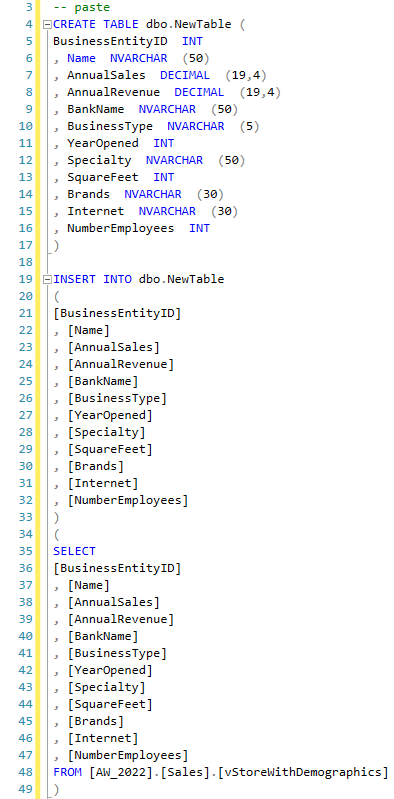 3 -- paste
4 CREATE TABLE dbo.NewTable (
5 BusinessEntityID  INT
6 , Name  NVARCHAR  (50)
7 , AnnualSales  DECIMAL  (19,4)
8 , AnnualRevenue  DECIMAL  (19,4)
9 , BankName  NVARCHAR  (50)
10 , BusinessType  NVARCHAR  (5)
11 , YearOpened  INT
12 , Specialty  NVARCHAR  (50)
13 , SquareFeet  INT
14 , Brands  NVARCHAR  (30)
15 , Internet  NVARCHAR  (30)
16 , NumberEmployees  INT
17 )
18
19 INSERT INTO dbo.NewTable
20 (
21 [BusinessEntityID]
22 , [Name]
23 , [AnnualSales]
24 , [AnnualRevenue]
25 , [BankName]
26 , [BusinessType]
27 , [YearOpened]
28 , [Specialty]
29 , [SquareFeet]
30 , [Brands]
31 , [Internet]
32 , [NumberEmployees]
33 )
34 (
35 SELECT
36 [BusinessEntityID]
37 , [Name]
38 , [AnnualSales]
39 , [AnnualRevenue]
40 , [BankName]
41 , [BusinessType]
42 , [YearOpened]
43 , [Specialty]
44 , [SquareFeet]
45 , [Brands]
46 , [Internet]
47 , [NumberEmployees]
48 FROM [AW_2022].[Sales].[vStoreWithDemographics]
49 )